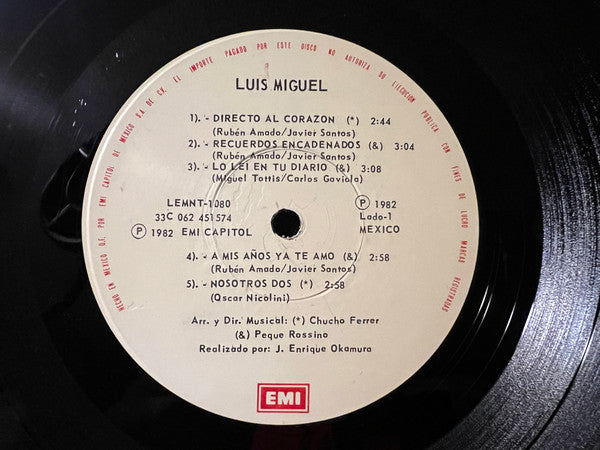 HECHO EN MEXICO D.F. POR EMI CAPITOL DE MEXICO S.A. DE C.V. EL IMPORTE PAGADO POR ESTE DISCO NO AUTORIZA SU EJECUCION PUBLICA CON FINES DE LUCRO MARCAS REGISTRADAS
LUIS MIGUEL
1).- DIRECTO AL CORAZON (*) 2:44
(Rubén Amado/Javier Santos)
2).- RECUERDOS ENCADENADOS (&) 3:04
(Rubén Amado/Javier Santos)
3).- LO LEI EN TU DIARIO (&) 3:08
(Miguel Tottis/Carlos Gaviola)
LEMNT-1080
33C 062 451574
Ⓟ 1982 EMI CAPITOL
Ⓟ 1982
Lado-1
MEXICO
4).- A MIS AÑOS YA TE AMO (&) 2:58
(Rubén Amado/Javier Santos)
5).- NOSOTROS DOS (*) 2:58
(Oscar Nicolini)
Arr. y Dir. Musical: (*) Chucho Ferrer
(&) Peque Rossino
Realizado por: J. Enrique Okamura
EMI